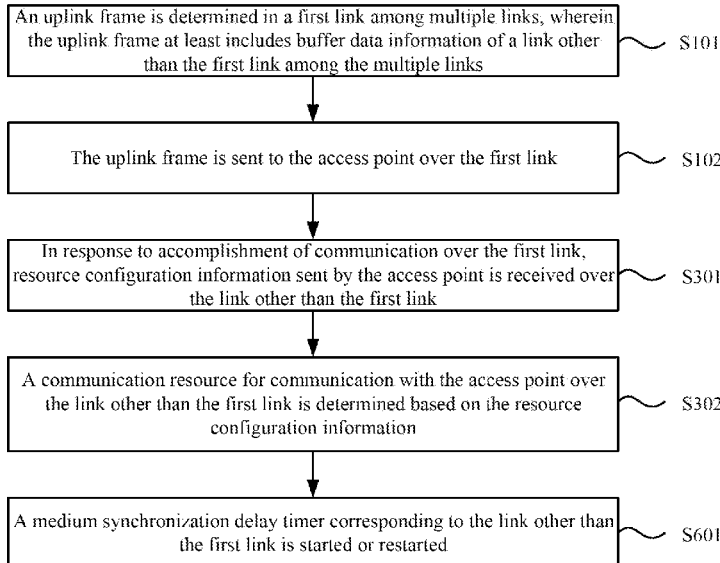 An uplink frame is determined in a first link among multiple links, wherein
the uplink frame at least includes buffer data information of a link other
than the first link among the multiple links
S101
The uplink frame is sent to the access point over the first link
S102
In response to accomplishment of communication over the first link,
resource configuration information sent by the access point is received over
the link other than the first link
S301
A communication resource for communication with the access point over
the link other than the first link is determined based on the resource
configuration information
S302
A medium synchronization delay timer corresponding to the link other than
the first link is started or restarted
S601